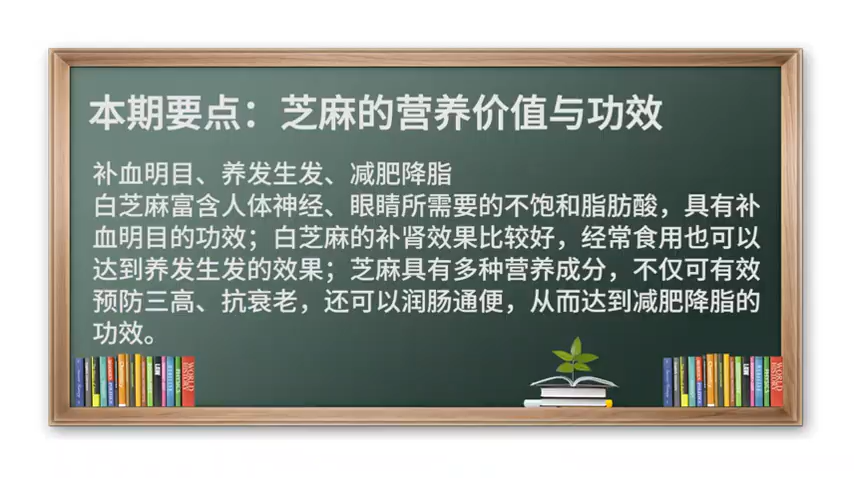 本期要点：芝麻的营养价值与功效
补血明目、养发生发、减肥降脂
白芝麻富含人体神经、眼睛所需要的不饱和脂肪酸，具有补
血明目的功效；白芝麻的补肾效果比较好，经常食用也可以
达到养发生发的效果；芝麻具有多种营养成分，不仅可有效
预防三高、抗衰老，还可以润肠通便，从而达到减肥降脂的
功效。
WORLD HISTORY
WORLD HISTORY